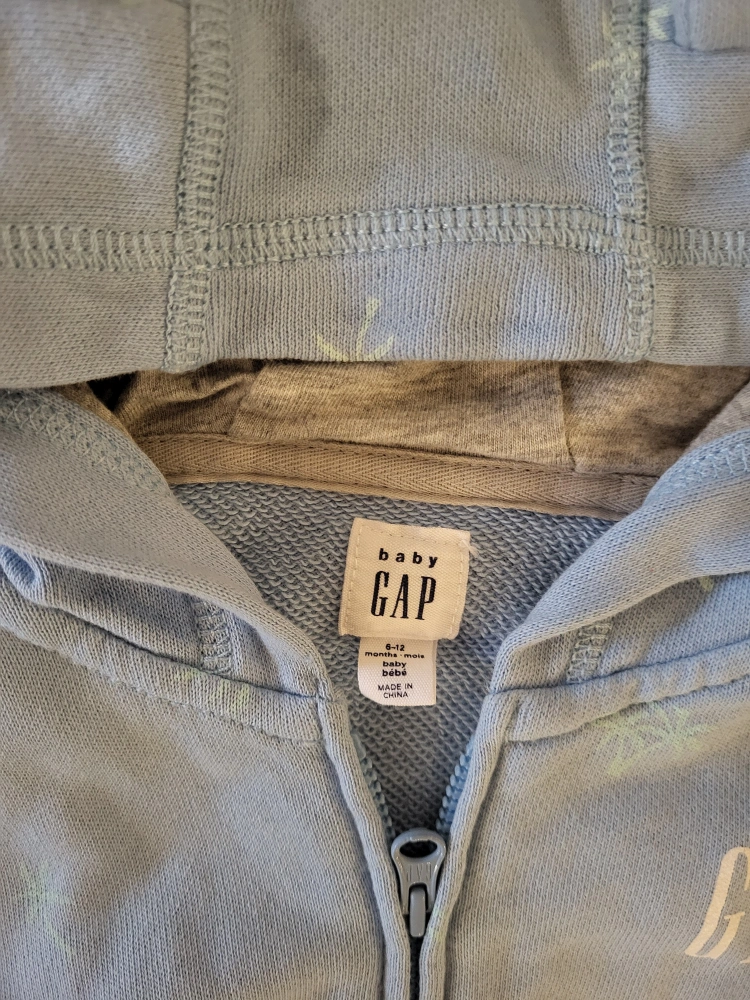 baby
GAP
6-12
months · mois
baby
bébé
MADE IN
CHINA
G